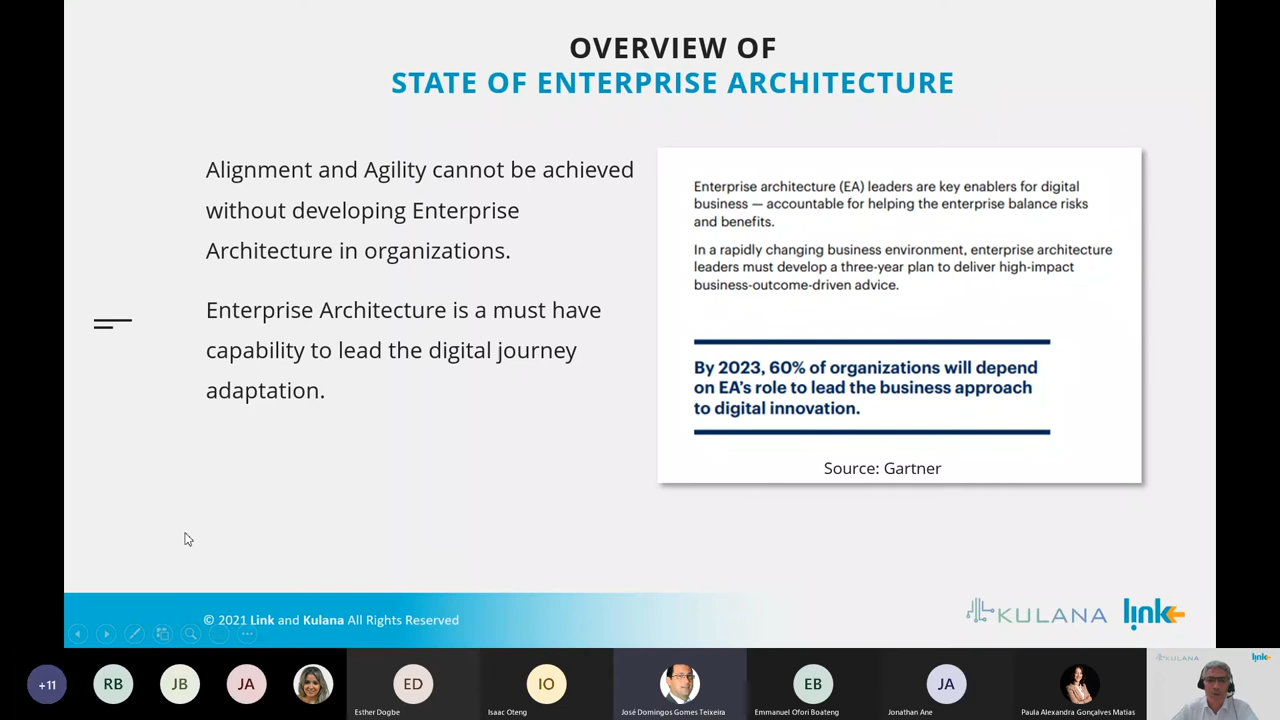 OVERVIEW OF
STATE OF ENTERPRISE ARCHITECTURE
Alignment and Agility cannot be achieved
without developing Enterprise
Architecture in organizations.
Enterprise Architecture is a must have
capability to lead the digital journey
adaptation.
Enterprise architecture (EA) leaders are key enablers for digital
business — accountable for helping the enterprise balance risks
and benefits.
In a rapidly changing business environment, enterprise architecture
leaders must develop a three-year plan to deliver high-impact
business-outcome-driven advice.
By 2023, 60% of organizations will depend
on EA's role to lead the business approach
to digital innovation.
Source: Gartner
© 2021 Link and Kulana All Rights Reserved
KULANA
link
+11
RB
JB
JA
ED
Esther Dogbe
IO
Isaac Oteng
José Domingos Gomes Teixeira
EB
Emmanuel Ofori Boateng
JA
Jonathan Ane
Paula Alexandra Gonçalves Matias
KULANA
link